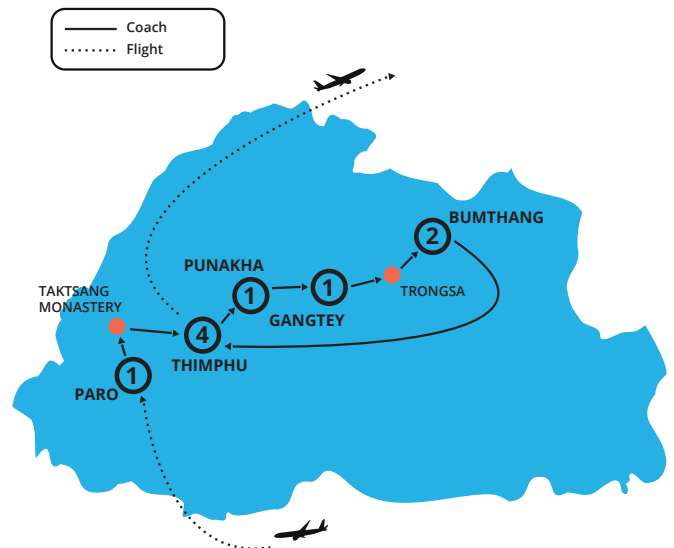 Coach
Flight
BUMTHANG
2
PUNAKHA
1
1
TRONGSA
GANGTEY
TAKTSANG
MONASTERY
4
THIMPHU
1
PARO